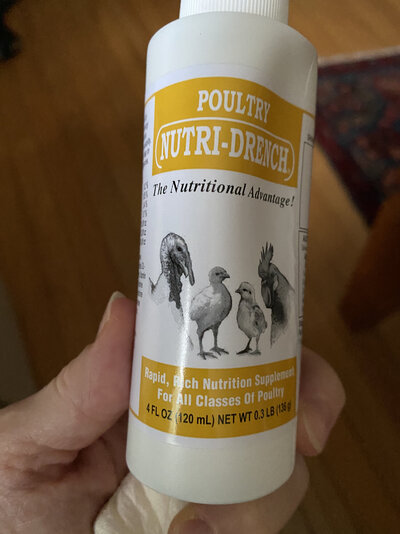 POULTRY
NUTRI-DRENCH
The Nutritional Advantage!
Rapid, Rich Nutrition Supplement
For All Classes Of Poultry
4 FL OZ (120 mL) NET WT 0.3 LB (136 g)